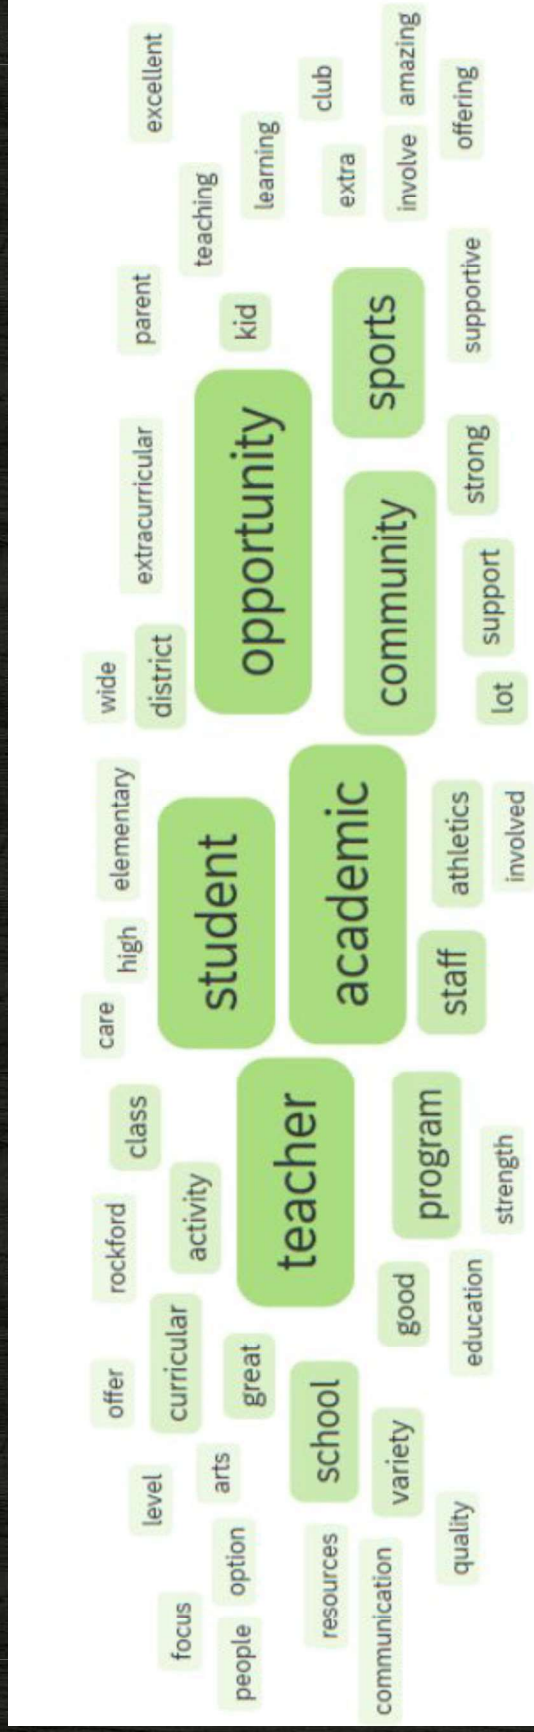 offer
rockford
care
high
elementary
wide
level
class
district
extracurricular
parent
excellent
focus
curricular
activity
teaching
people
option
arts
great
student
opportunity
kid
learning
teacher
resources
school
academic
club
communication
variety
good
community
sports
extra
program
staff
involve
amazing
quality
education
athletics
support
strong
supportive
offering
strength
involved
lot